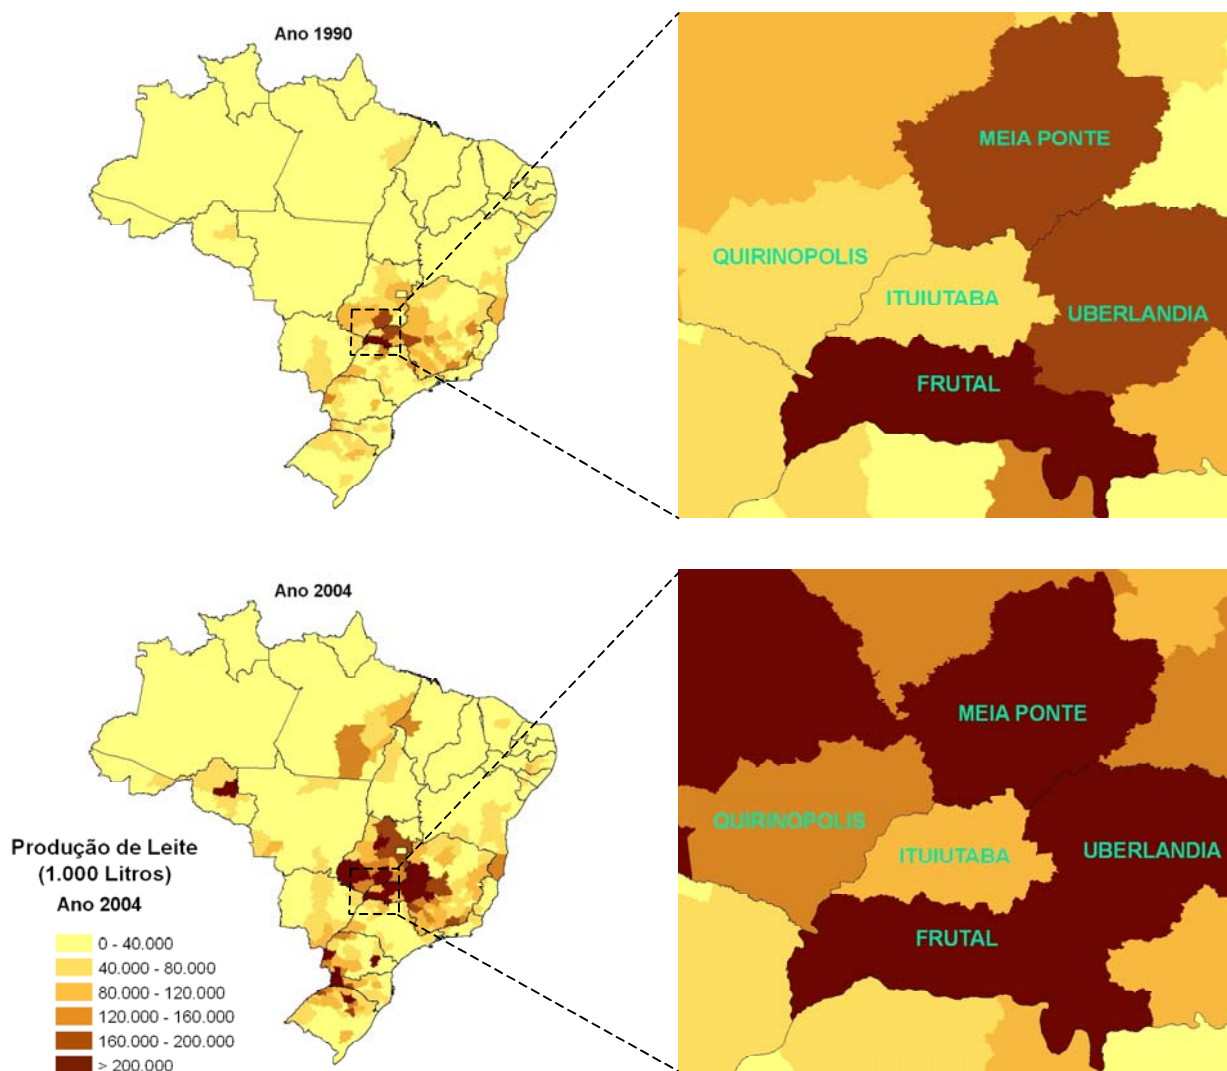 Ano 1990
MEIA PONTE
QUIRINOPOLIS
ITUIUTABA
UBERLANDIA
FRUTAL
Ano 2004
MEIA PONTE
QUIRINOPOLIS
ITUIUTABA
UBERLANDIA
FRUTAL
Produção de Leite
(1.000 Litros)
Ano 2004
0 - 40.000
40.000 - 80.000
80.000 - 120.000
120.000 - 160.000
160.000 - 200.000
> 200.000